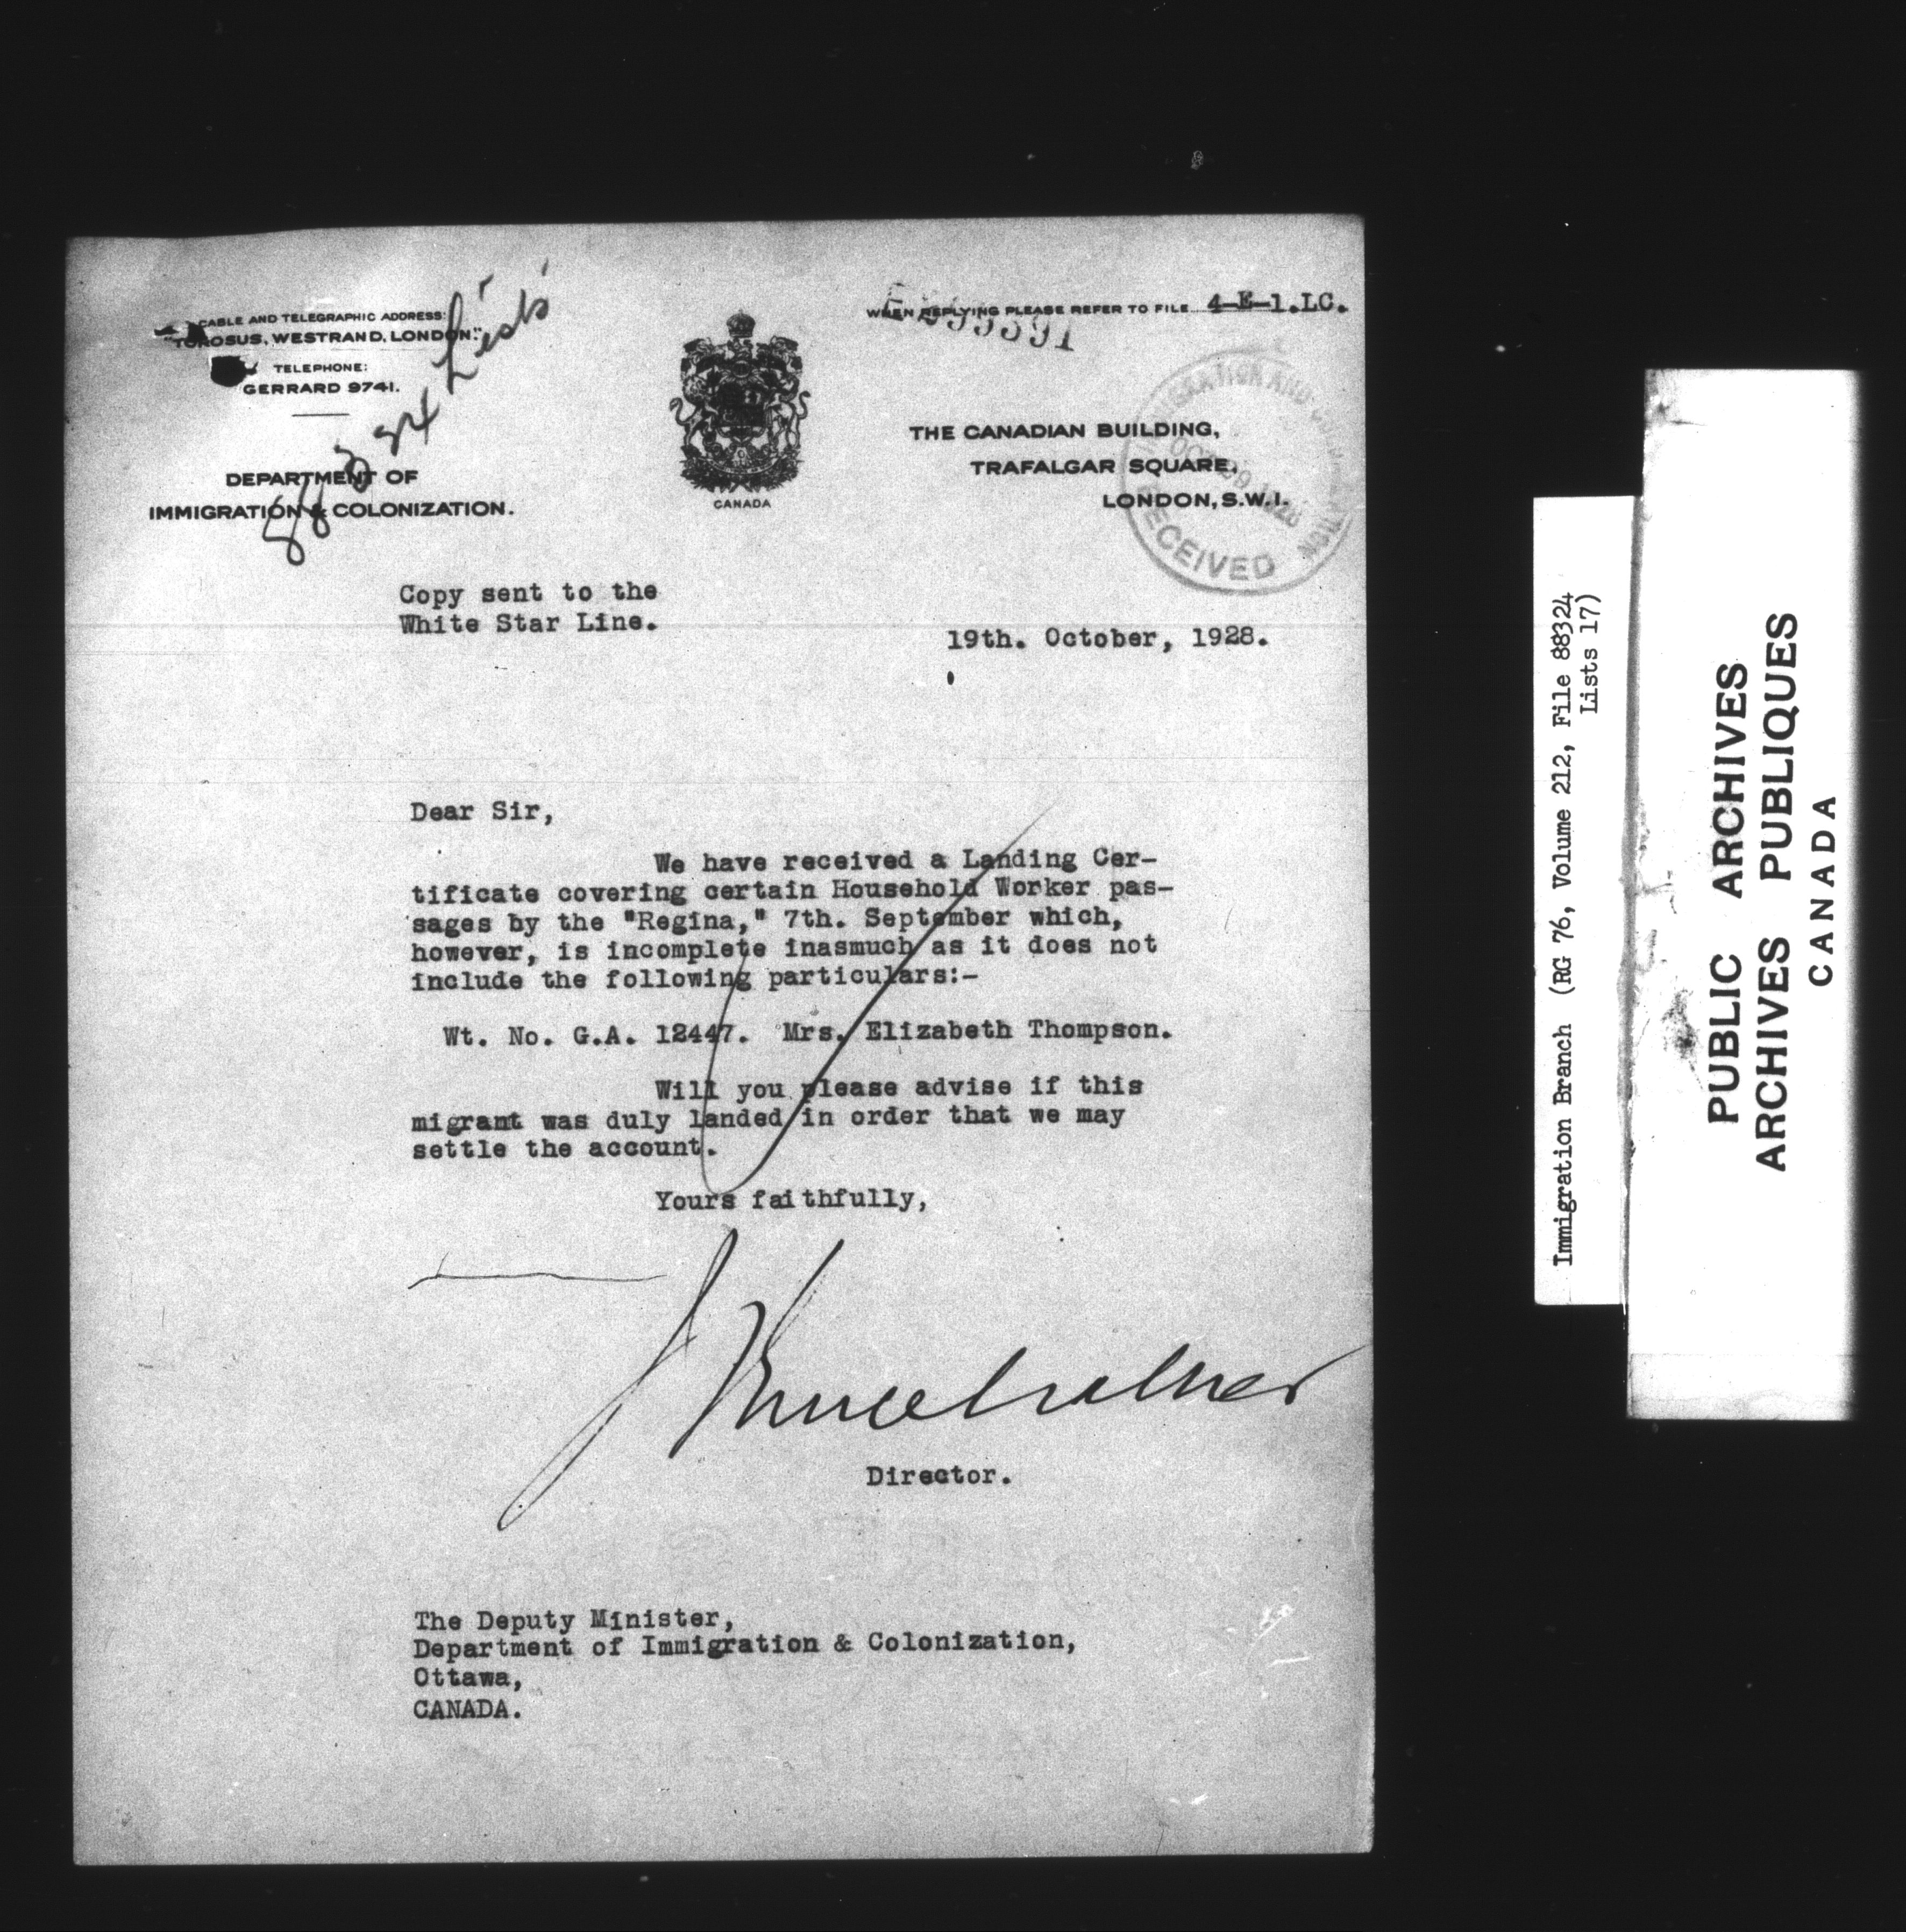 CABLE AND TELEGRAPHIC ADDRESS:
"TOROSUS, WESTRAND, LONDON."
TELEPHONE:
GERRARD 9741.
DEPARTMENT OF
IMMIGRATION & COLONIZATION.
88324 Lists
CANADA
WHEN REPLYING PLEASE REFER TO FILE 4-E-1.LC.
THE CANADIAN BUILDING,
TRAFALGAR SQUARE,
LONDON, S.W.1.
RECEIVED
Copy sent to the
White Star Line.
19th. October, 1928.
Dear Sir,
We have received a Landing Cer-
tificate covering certain Household Worker pas-
sages by the "Regina," 7th. September which,
however, is incomplete inasmuch as it does not
include the following particulars:-
Wt. No. G.A. 12447. Mrs. Elizabeth Thompson.
Will you please advise if this
migrant was duly landed in order that we may
settle the account.
Yours faithfully,
Director.
The Deputy Minister,
Department of Immigration & Colonization,
Ottawa,
CANADA.
Immigration Branch (RG 76, Volume 212, File 88324
Lists 17)
PUBLIC ARCHIVES
ARCHIVES PUBLIQUES
CANADA